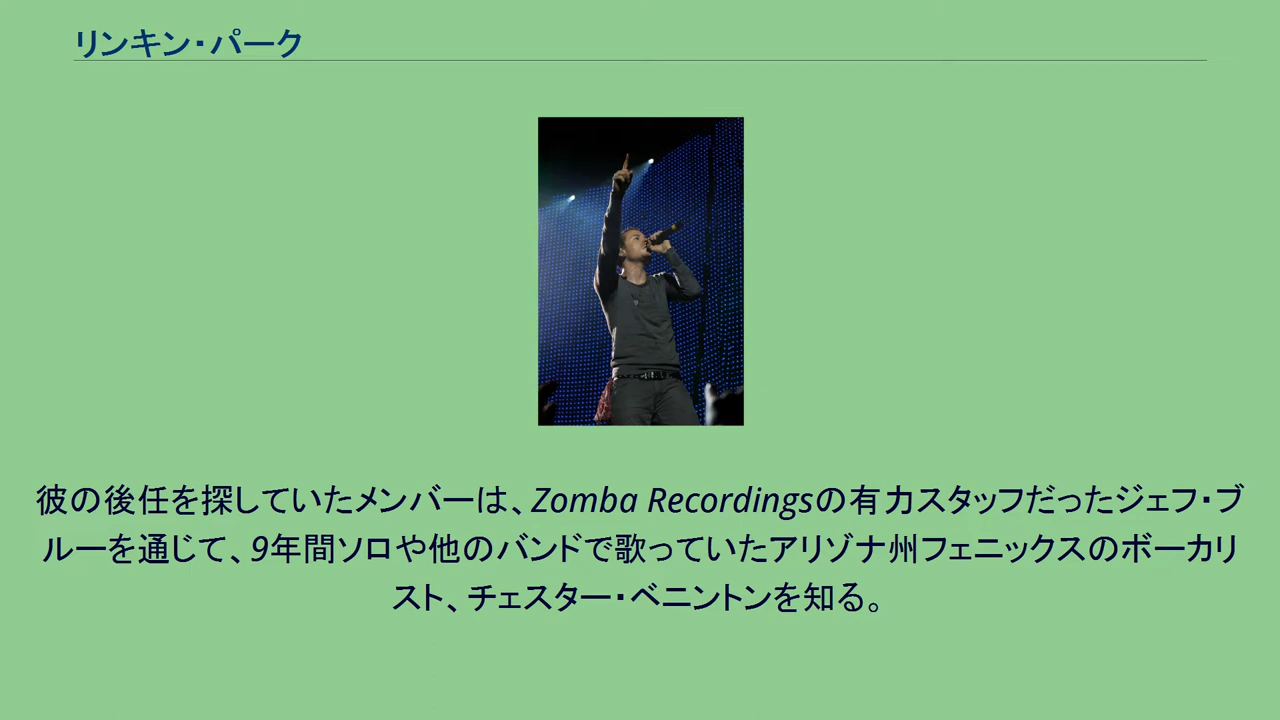 リンキン・パーク
彼の後任を探していたメンバーは、Zomba Recordingsの有力スタッフだったジェフ・ブ
ルーを通じて、9年間ソロや他のバンドで歌っていたアリゾナ州フェニックスのボーカリ
スト、チェスター・ベニントンを知る。